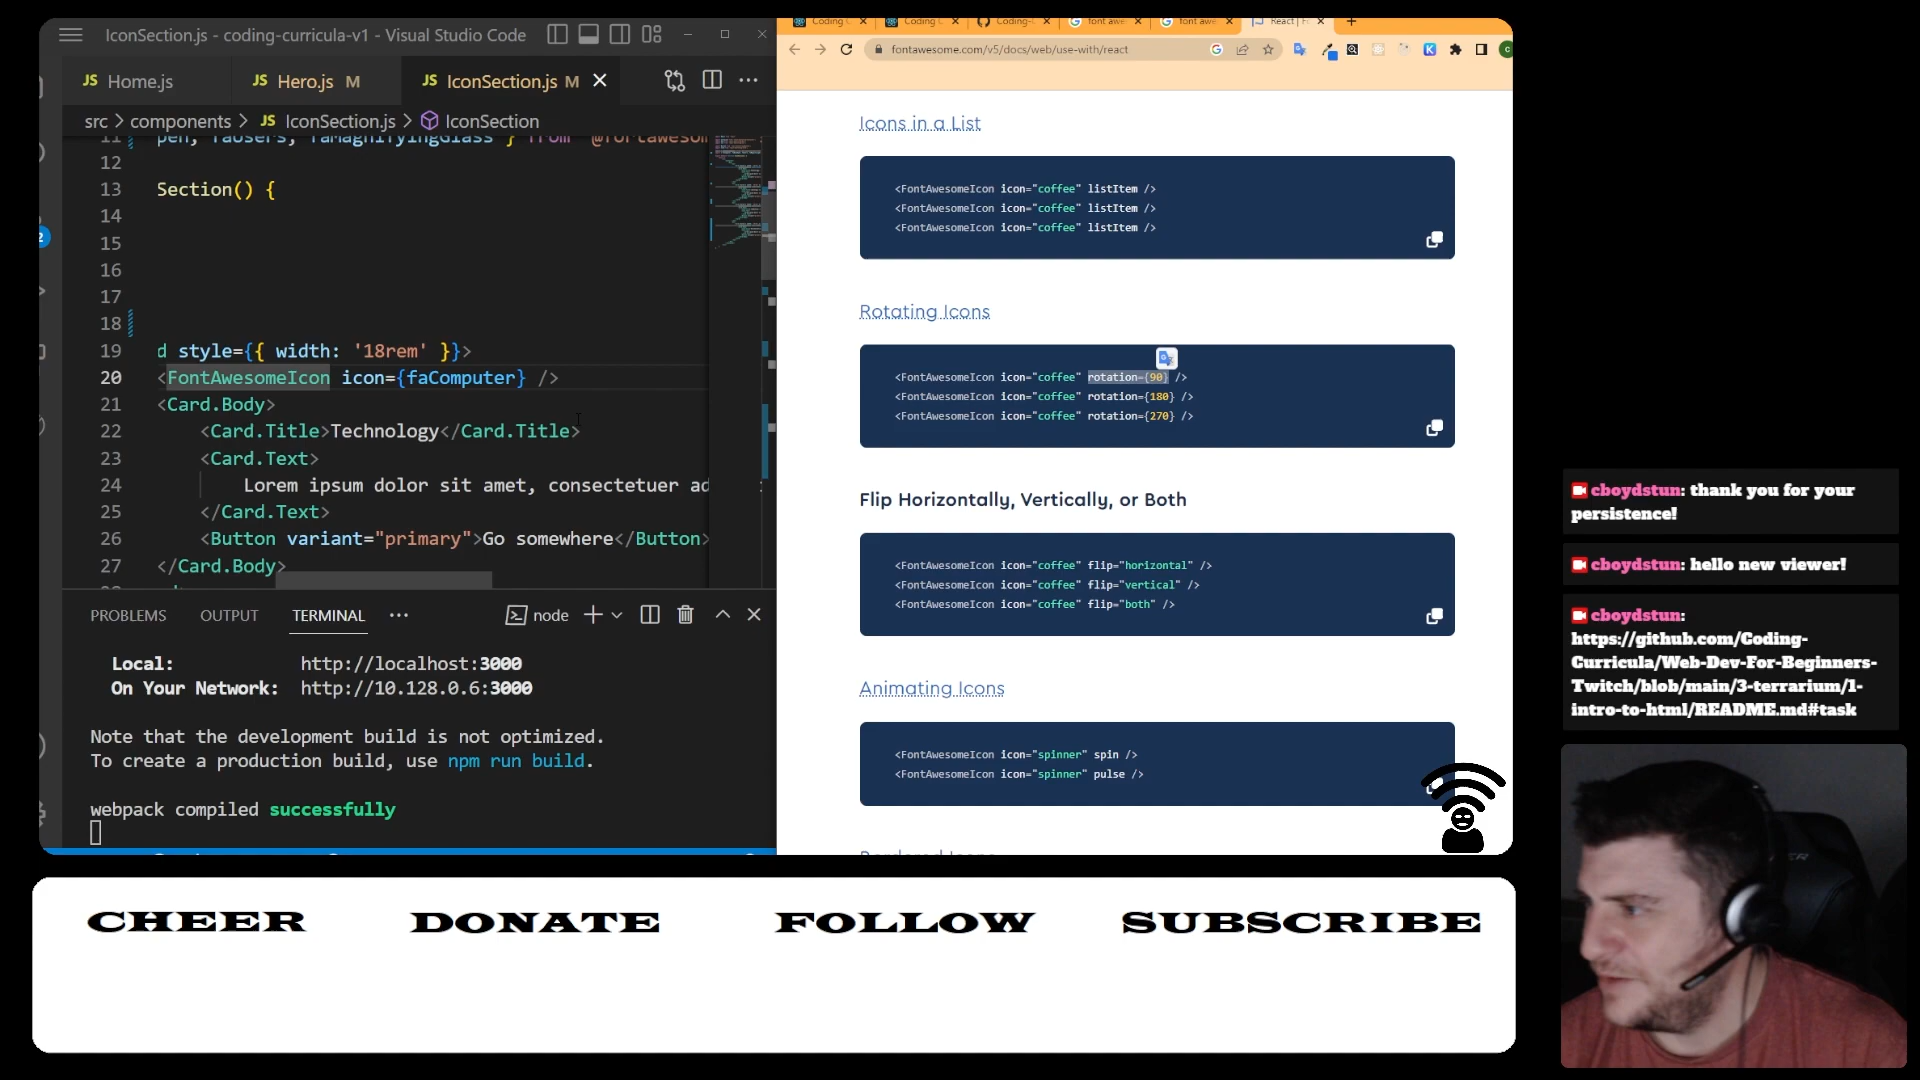 IconSection.js - coding-curricula-v1 - Visual Studio Code
JS Home.js
JS Hero.js M
JS IconSection.js M
src > components > JS IconSection.js > IconSection
11
12
13 Section() {
14
15
16
17
18
19 d style={{ width: '18rem' }}>
20 <FontAwesomeIcon icon={faComputer} />
21 <Card.Body>
22 <Card.Title>Technology</Card.Title>
23 <Card.Text>
24 Lorem ipsum dolor sit amet, consectetuer ad
25 </Card.Text>
26 <Button variant="primary">Go somewhere</Button>
27 </Card.Body>
PROBLEMS OUTPUT TERMINAL node
Local: http://localhost:3000
On Your Network: http://10.128.0.6:3000
Note that the development build is not optimized.
To create a production build, use npm run build.
webpack compiled successfully
fontawesome.com/v5/docs/web/use-with/react
Icons in a List
<FontAwesomeIcon icon="coffee" listItem />
<FontAwesomeIcon icon="coffee" listItem />
<FontAwesomeIcon icon="coffee" listItem />
Rotating Icons
<FontAwesomeIcon icon="coffee" rotation={90} />
<FontAwesomeIcon icon="coffee" rotation={180} />
<FontAwesomeIcon icon="coffee" rotation={270} />
Flip Horizontally, Vertically, or Both
<FontAwesomeIcon icon="coffee" flip="horizontal" />
<FontAwesomeIcon icon="coffee" flip="vertical" />
<FontAwesomeIcon icon="coffee" flip="both" />
Animating Icons
<FontAwesomeIcon icon="spinner" spin />
<FontAwesomeIcon icon="spinner" pulse />
cboydstun: thank you for your
persistence!
cboydstun: hello new viewer!
cboydstun:
https://github.com/Coding-
Curricula/Web-Dev-For-Beginners-
Twitch/blob/main/3-terrarium/1-
intro-to-html/README.md#task
CHEER DONATE FOLLOW SUBSCRIBE